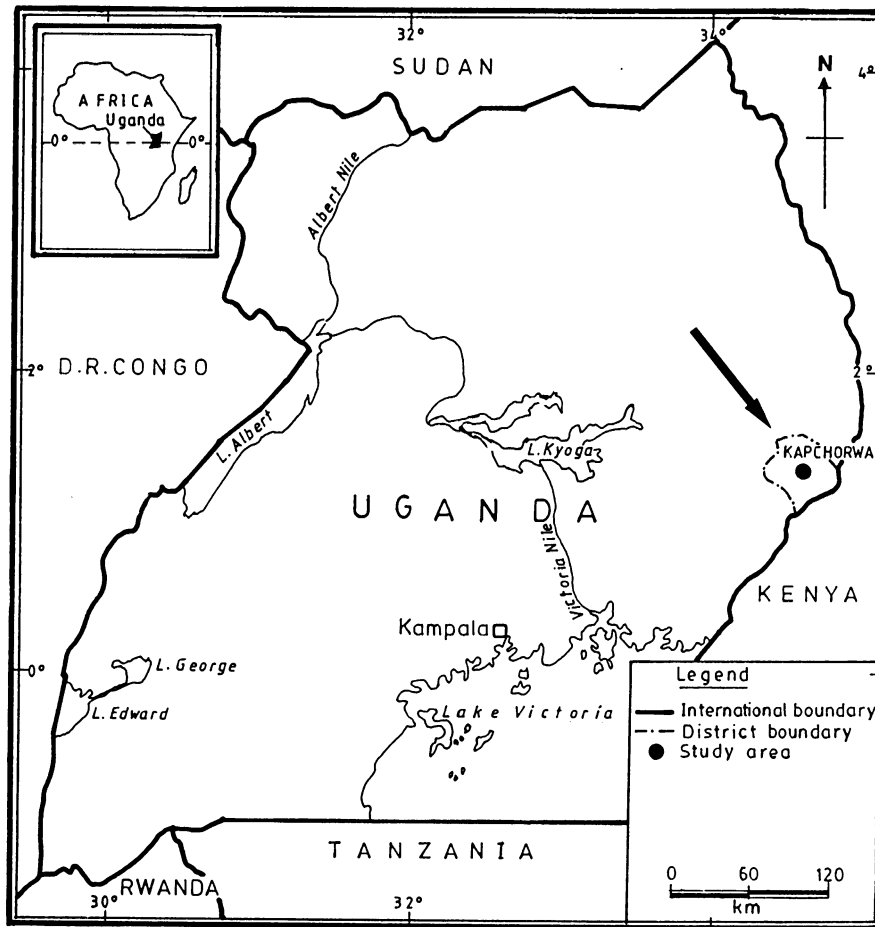 32°
34°
SUDAN
N
4°
AFRICA
Uganda
0°
0°
Albert Nile
D.R.CONGO
2°
2°
L. Albert
L.Kyoga
KAPCHORWA
UGANDA
Victoria Nile
KENYA
Kampala
0°
L. George
L.Edward
Lake Victoria
Legend
International boundary
District boundary
Study area
TANZANIA
RWANDA
0 60 120
km
30°
32°